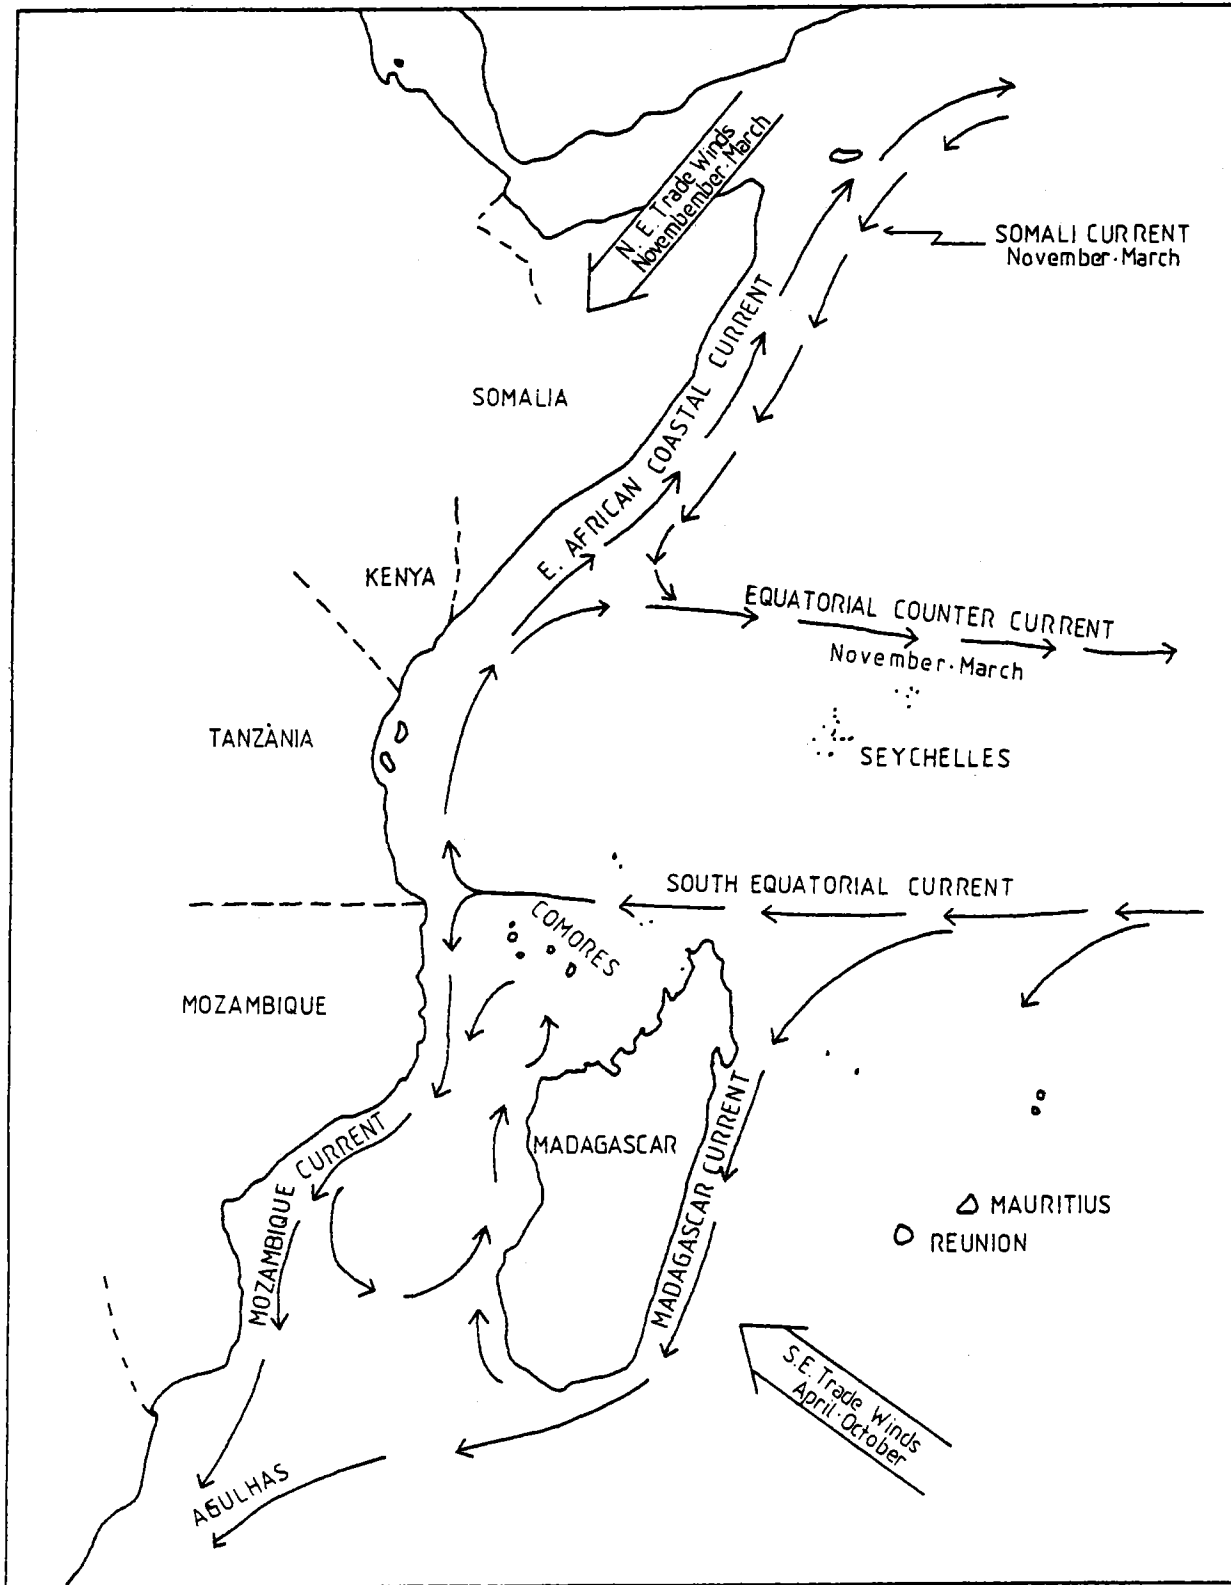 N. E. Trade Winds
Novembember·March
SOMALI CURRENT
November·March
SOMALIA
E. AFRICAN COASTAL CURRENT
KENYA
EQUATORIAL COUNTER CURRENT
November·March
TANZÀNIA
SEYCHELLES
SOUTH EQUATORIAL CURRENT
COMORES
MOZAMBIQUE
MADAGASCAR
MOZAMBIQUE CURRENT
MADAGASCAR CURRENT
MAURITIUS
REUNION
S.E. Trade Winds
April·October
AGULHAS